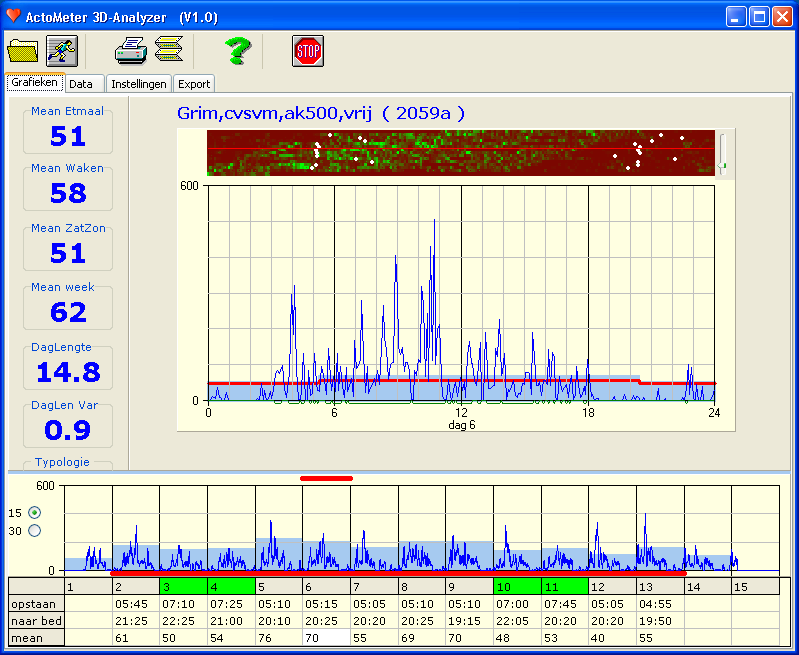 ActoMeter 3D-Analyzer (V1.0)
STOP
Grafieken Data Instellingen Export
Mean Etmaal
51
Mean Waken
58
Mean ZatZon
51
Mean week
62
DagLengte
14.8
DagLen Var
0.9
Typologie
Grim,cvsvm,ak500,vrij ( 2059a )
600
0
0 6 12 18 24
dag 6
600
15
30
0
1 2 3 4 5 6 7 8 9 10 11 12 13 14 15
opstaan 05:45 07:10 07:25 05:10 05:15 05:05 05:10 05:10 07:00 07:45 05:05 04:55
naar bed 21:25 22:25 21:00 20:10 20:25 20:20 20:25 19:15 22:05 20:20 20:20 19:50
mean 61 50 54 76 70 55 69 70 48 53 40 55